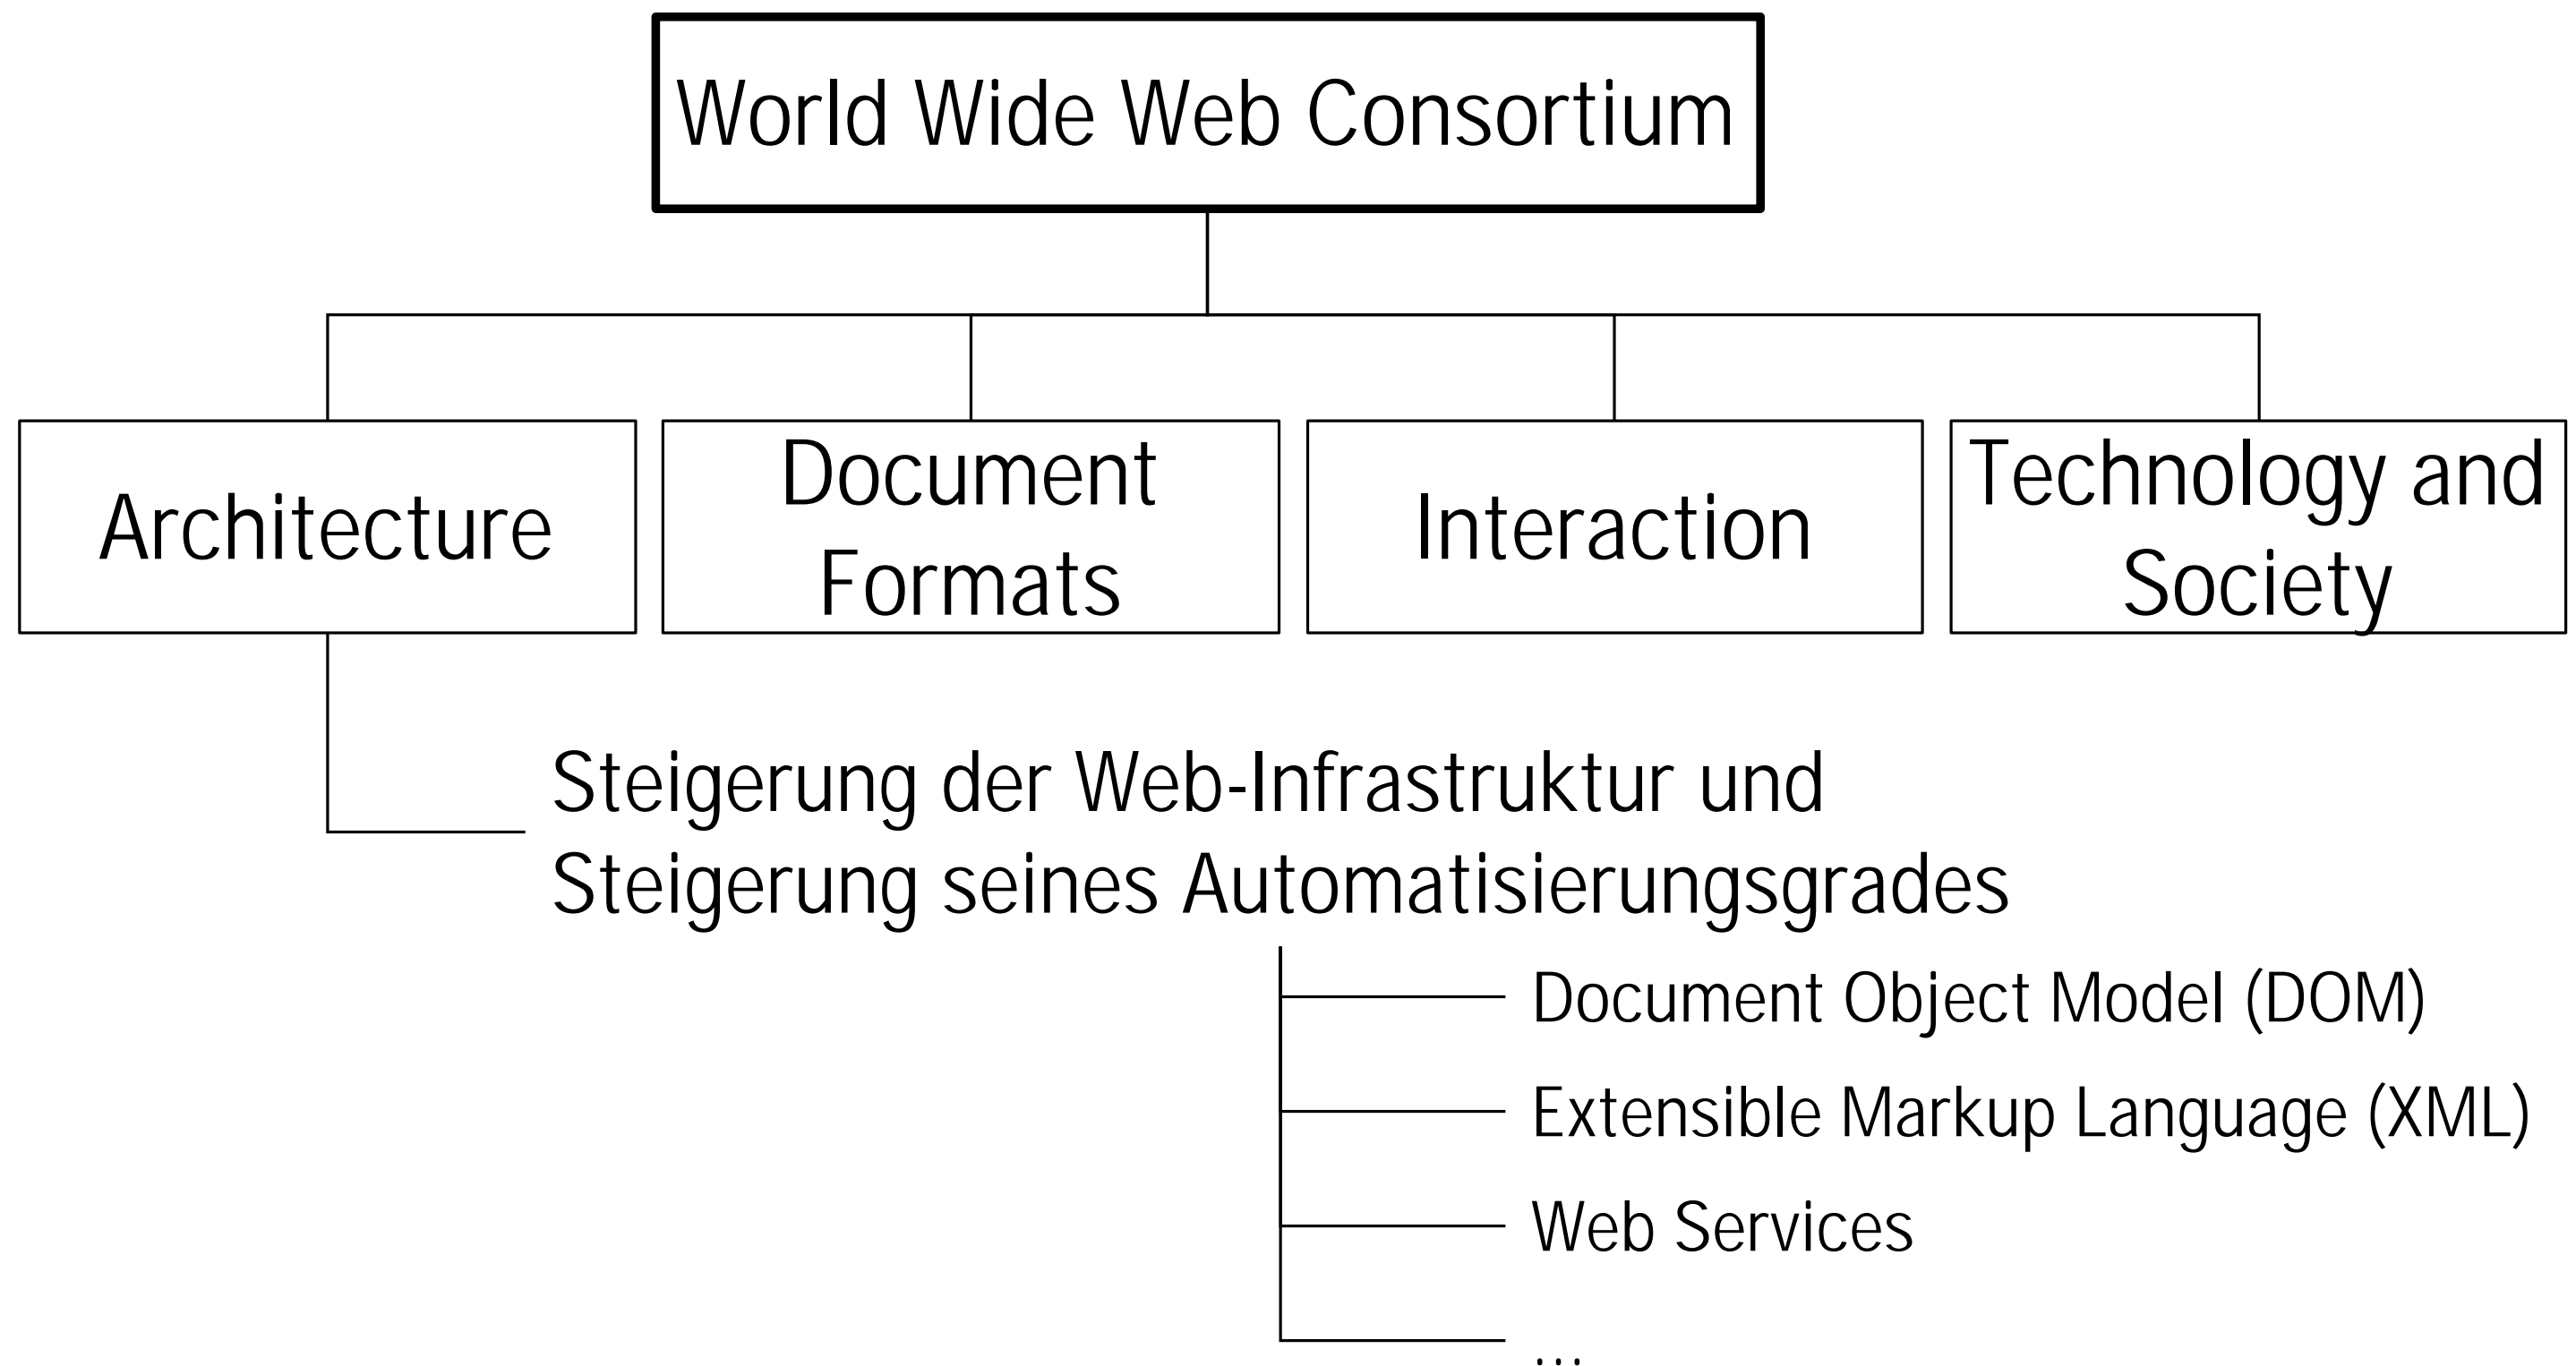 World Wide Web Consortium
Architecture
Document
Formats
Interaction
Technology and
Society
Steigerung der Web-Infrastruktur und
Steigerung seines Automatisierungsgrades
Document Object Model (DOM)
Extensible Markup Language (XML)
Web Services
...